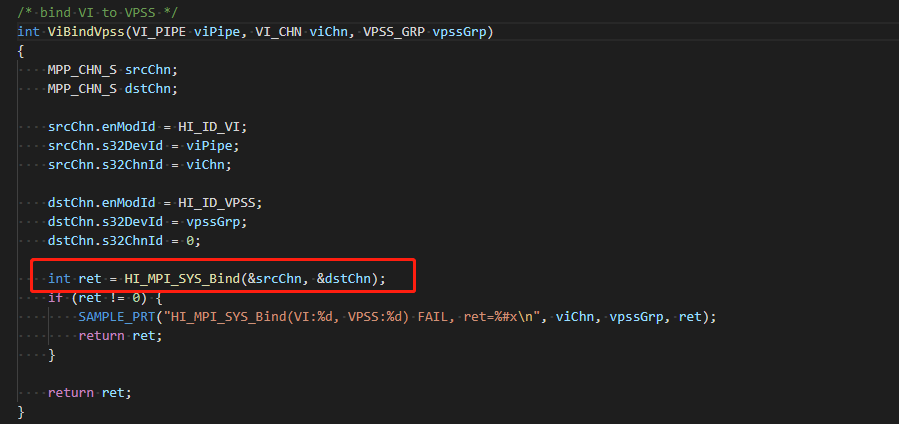 /* bind VI to VPSS */
int ViBindVpss(VI_PIPE viPipe, VI_CHN viChn, VPSS_GRP vpssGrp)
{
    MPP_CHN_S srcChn;
    MPP_CHN_S dstChn;

    srcChn.enModId = HI_ID_VI;
    srcChn.s32DevId = viPipe;
    srcChn.s32ChnId = viChn;

    dstChn.enModId = HI_ID_VPSS;
    dstChn.s32DevId = vpssGrp;
    dstChn.s32ChnId = 0;

    int ret = HI_MPI_SYS_Bind(&srcChn, &dstChn);
    if (ret != 0) {
        SAMPLE_PRT("HI_MPI_SYS_Bind(VI:%d, VPSS:%d) FAIL, ret=%#x\n", viChn, vpssGrp, ret);
        return ret;
    }

    return ret;
}